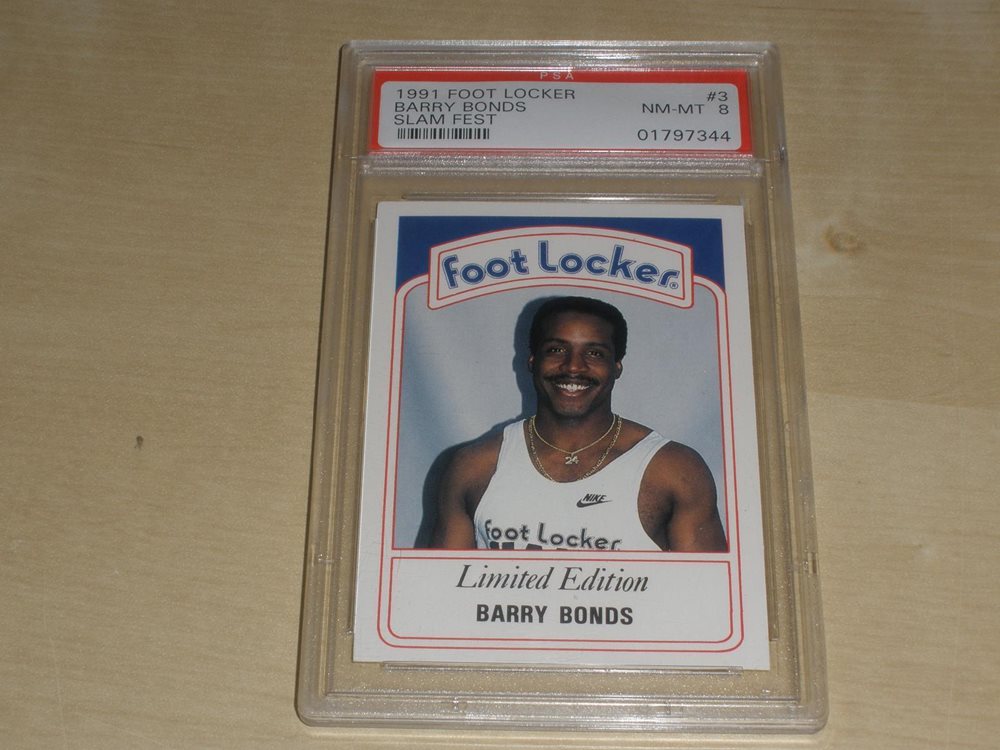 PSA
1991 FOOT LOCKER #3
BARRY BONDS NM-MT 8
SLAM FEST
01797344
Foot Locker®
24
NIKE
Foot Locker
Limited Edition
BARRY BONDS